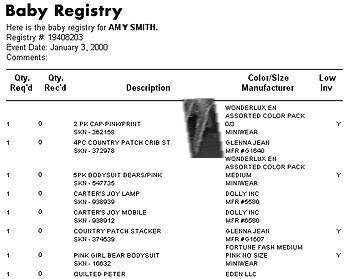 Baby Registry
Here is the baby registry for AMY SMITH.
Registry #: 19408203
Event Date: January 3, 2000
Comments:
Qty. Qty. Color/Size Low
Req'd Rec'd Description Manufacturer Inv
WONDERLUX EN
ASSORTED COLOR PACK
1 0 2 PK CAP-PINK/PRINT 0/3 Y
SKN - 362158 MINIWEAR
1 0 4PC COUNTRY PATCH CRIB ST GLENNA JEAN
SKN - 372978 MFR #G1640
WONDERLUX EN
ASSORTED COLOR PACK
1 0 5PK BODYSUIT BEARS/PINK MEDIUM Y
SKN - 547735 MINIWEAR
1 0 CARTER'S JOY LAMP DOLLY INC
SKN - 938939 MFR #5580
1 0 CARTER'S JOY MOBILE DOLLY INC
SKN - 938912 MFR #5580
1 0 COUNTRY PATCH STACKER GLENNA JEAN Y
SKN - 374539 MFR #G1507
FORTUNE FASH MEDIUM
1 0 PINK GIRL BEAR BODYSUIT PINK NO SIZE Y
SKN - 16632 MINIWEAR
1 0 QUILTED PETER EDEN LLC